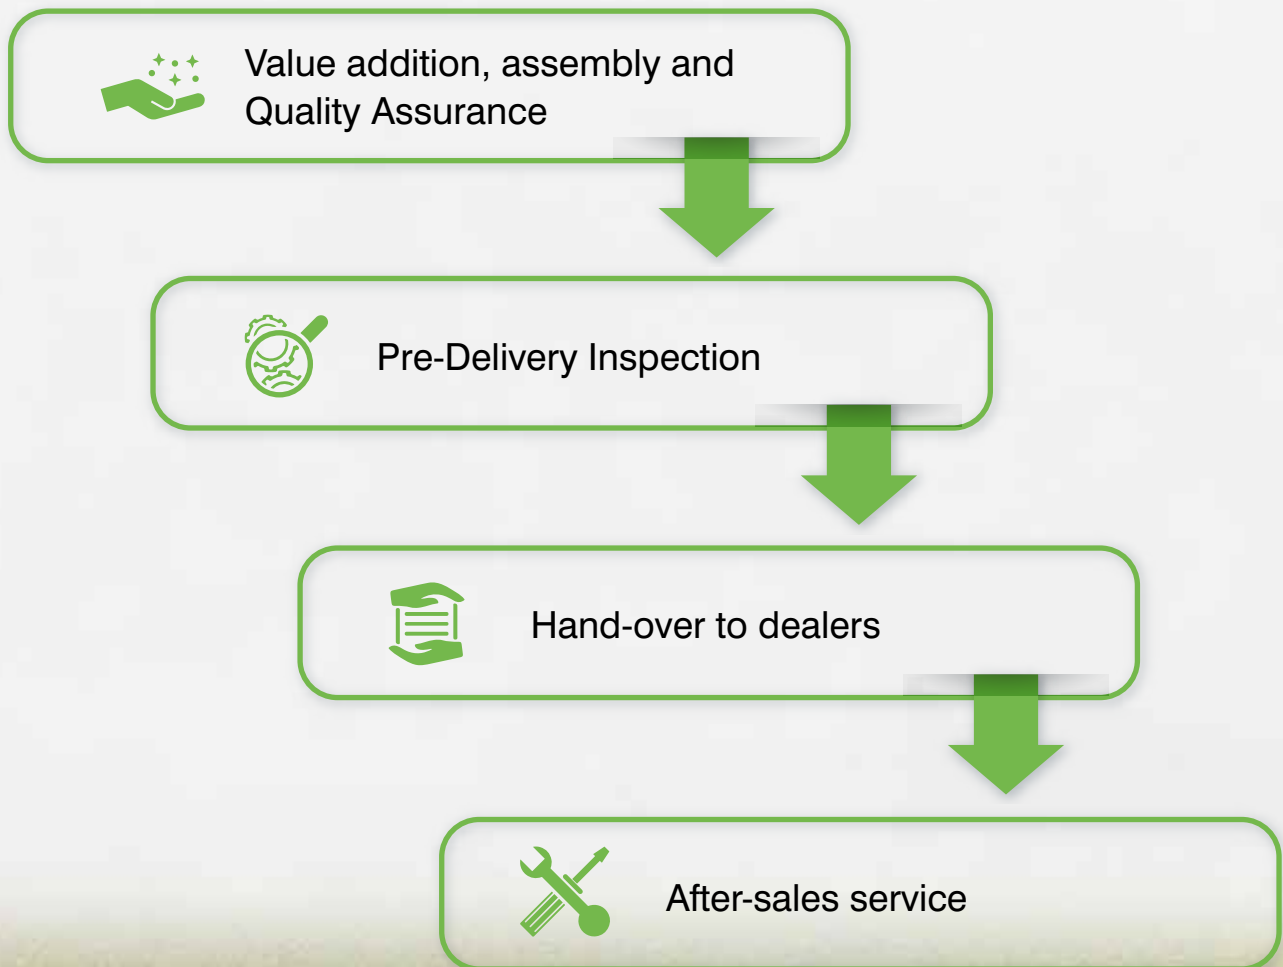 Value addition, assembly and
Quality Assurance
Pre-Delivery Inspection
Hand-over to dealers
After-sales service